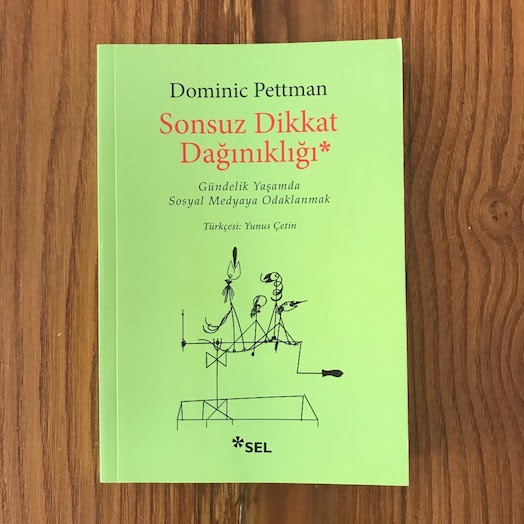 Dominic Pettman
Sonsuz Dikkat
Dağınıklığı*
Gündelik Yaşamda
Sosyal Medyaya Odaklanmak
Türkçesi: Yunus Çetin
*SEL